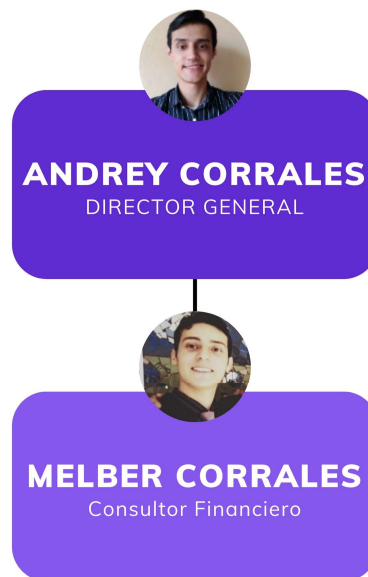 ANDREY CORRALES
DIRECTOR GENERAL
MELBER CORRALES
Consultor Financiero